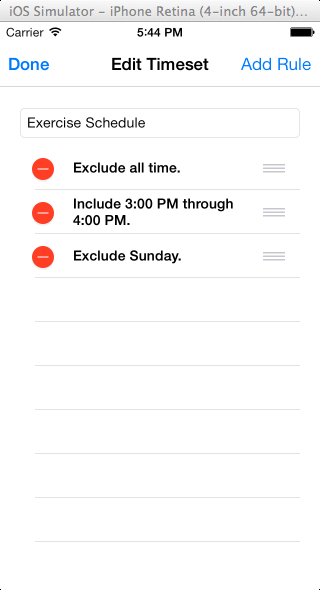 iOS Simulator – iPhone Retina (4-inch 64-bit)...
Carrier 5:44 PM
Done Edit Timeset Add Rule
Exercise Schedule
Exclude all time.
Include 3:00 PM through
4:00 PM.
Exclude Sunday.